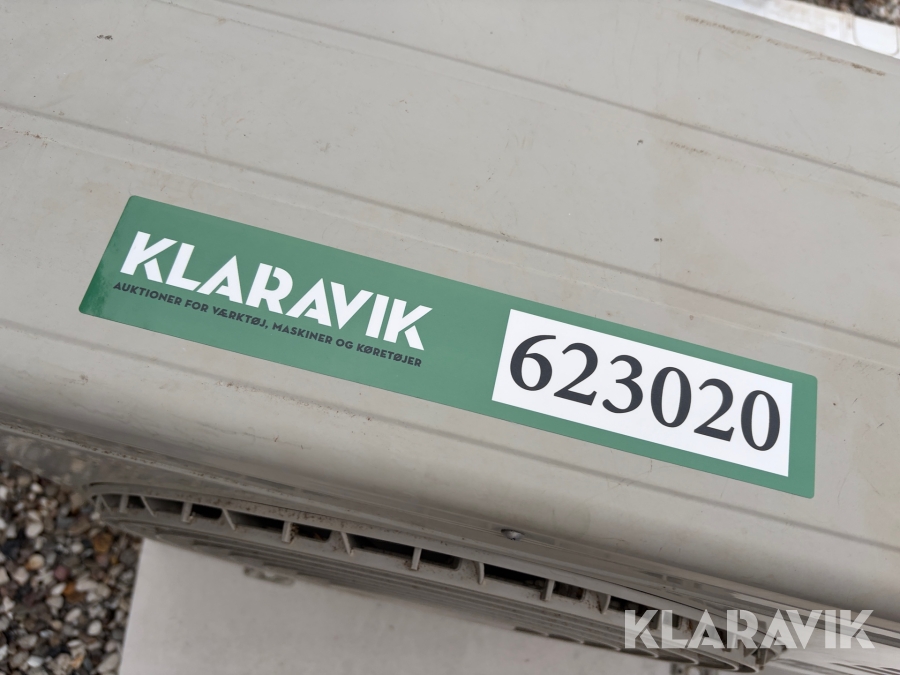 KLARAVIK
AUKTIONER FOR VÆRKTØJ, MASKINER OG KØRETØJER
623020
KLARAVIK